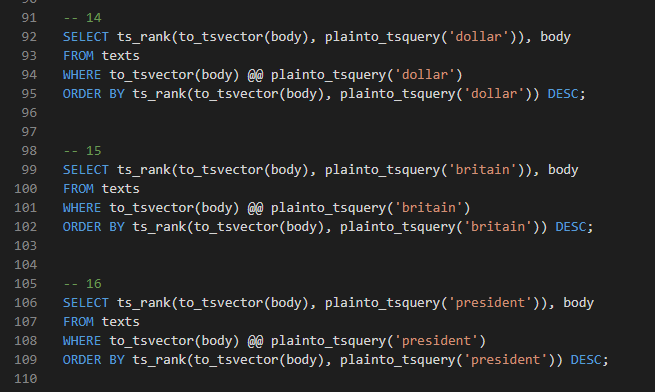 91 -- 14
92 SELECT ts_rank(to_tsvector(body), plainto_tsquery('dollar')), body
93 FROM texts
94 WHERE to_tsvector(body) @@ plainto_tsquery('dollar')
95 ORDER BY ts_rank(to_tsvector(body), plainto_tsquery('dollar')) DESC;
96
97
98 -- 15
99 SELECT ts_rank(to_tsvector(body), plainto_tsquery('britain')), body
100 FROM texts
101 WHERE to_tsvector(body) @@ plainto_tsquery('britain')
102 ORDER BY ts_rank(to_tsvector(body), plainto_tsquery('britain')) DESC;
103
104
105 -- 16
106 SELECT ts_rank(to_tsvector(body), plainto_tsquery('president')), body
107 FROM texts
108 WHERE to_tsvector(body) @@ plainto_tsquery('president')
109 ORDER BY ts_rank(to_tsvector(body), plainto_tsquery('president')) DESC;
110